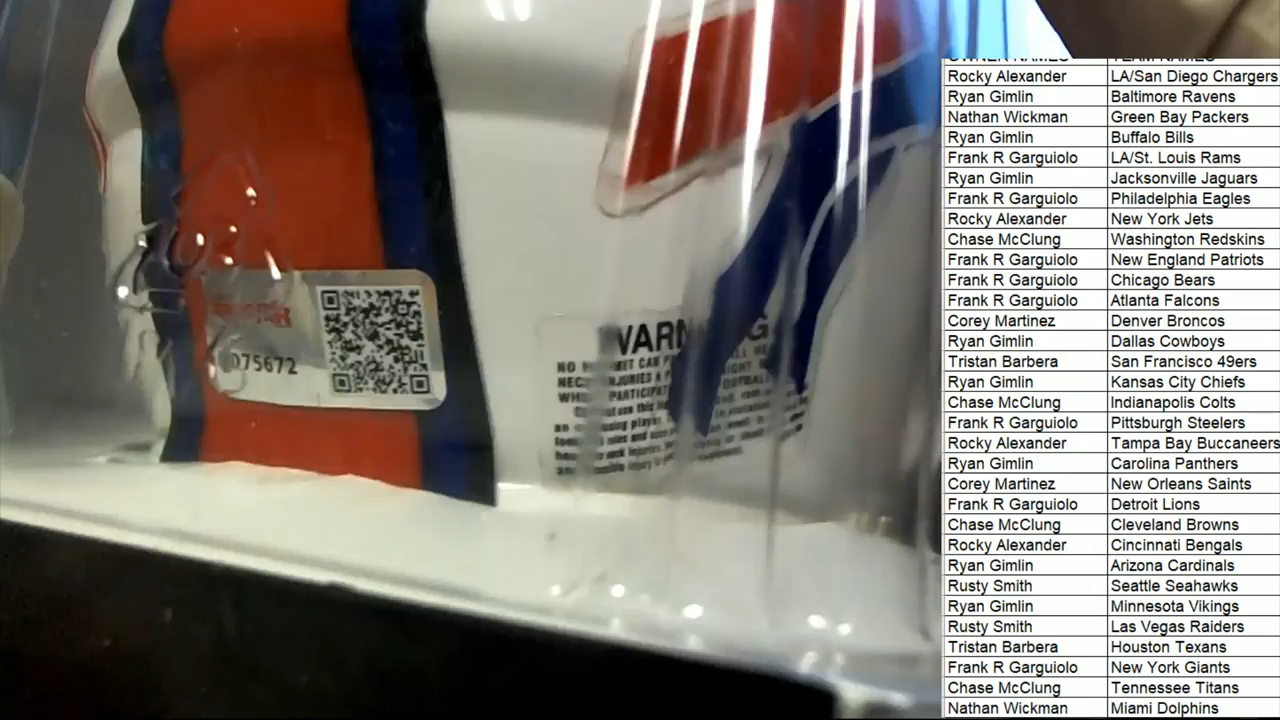 OWNER NAMES TEAM NAMES
Rocky Alexander LA/San Diego Chargers
Ryan Gimlin Baltimore Ravens
Nathan Wickman Green Bay Packers
Ryan Gimlin Buffalo Bills
Frank R Garguiolo LA/St. Louis Rams
Ryan Gimlin Jacksonville Jaguars
Frank R Garguiolo Philadelphia Eagles
Rocky Alexander New York Jets
Chase McClung Washington Redskins
Frank R Garguiolo New England Patriots
Frank R Garguiolo Chicago Bears
Frank R Garguiolo Atlanta Falcons
Corey Martinez Denver Broncos
Ryan Gimlin Dallas Cowboys
Tristan Barbera San Francisco 49ers
Ryan Gimlin Kansas City Chiefs
Chase McClung Indianapolis Colts
Frank R Garguiolo Pittsburgh Steelers
Rocky Alexander Tampa Bay Buccaneers
Ryan Gimlin Carolina Panthers
Corey Martinez New Orleans Saints
Frank R Garguiolo Detroit Lions
Chase McClung Cleveland Browns
Rocky Alexander Cincinnati Bengals
Ryan Gimlin Arizona Cardinals
Rusty Smith Seattle Seahawks
Ryan Gimlin Minnesota Vikings
Rusty Smith Las Vegas Raiders
Tristan Barbera Houston Texans
Frank R Garguiolo New York Giants
Chase McClung Tennessee Titans
Nathan Wickman Miami Dolphins
075672
WARNING